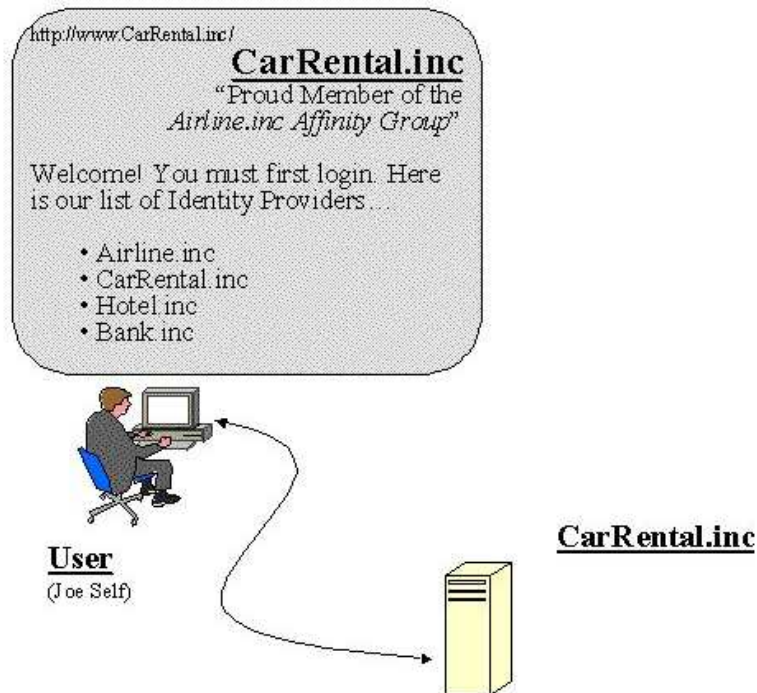 http://www.CarRental.inc/
CarRental.inc
“Proud Member of the
Airline.inc Affinity Group”
Welcome! You must first login. Here
is our list of Identity Providers....
• Airline.inc
• CarRental.inc
• Hotel.inc
• Bank.inc
User
(Joe Self)
CarRental.inc